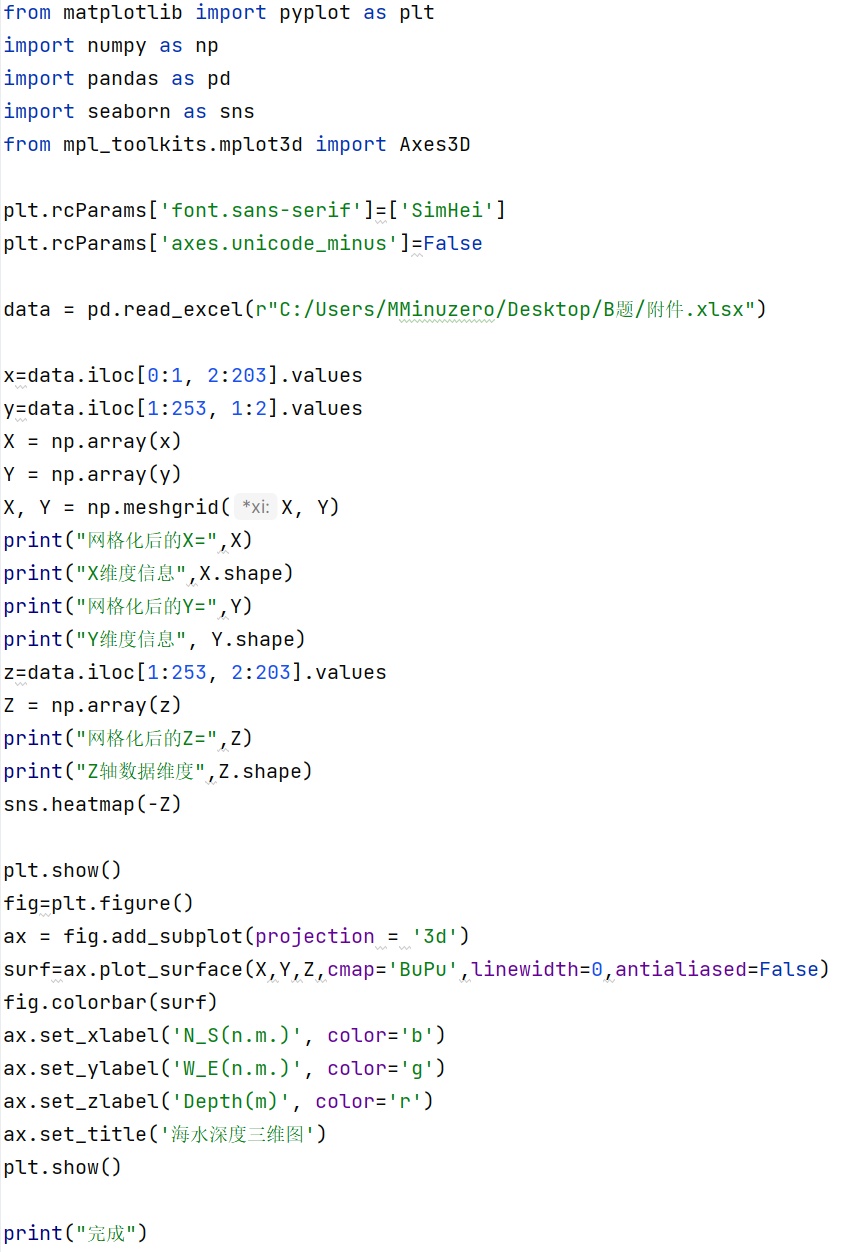 from matplotlib import pyplot as plt
import numpy as np
import pandas as pd
import seaborn as sns
from mpl_toolkits.mplot3d import Axes3D
plt.rcParams['font.sans-serif']=['SimHei']
plt.rcParams['axes.unicode_minus']=False
data = pd.read_excel(r"C:/Users/MMinuzero/Desktop/B题/附件.xlsx")
x=data.iloc[0:1, 2:203].values
y=data.iloc[1:253, 1:2].values
X = np.array(x)
Y = np.array(y)
X, Y = np.meshgrid( *xi: X, Y)
print("网格化后的X=",X)
print("X维度信息",X.shape)
print("网格化后的Y=",Y)
print("Y维度信息", Y.shape)
z=data.iloc[1:253, 2:203].values
Z = np.array(z)
print("网格化后的Z=",Z)
print("Z轴数据维度",Z.shape)
sns.heatmap(-Z)
plt.show()
fig=plt.figure()
ax = fig.add_subplot(projection = '3d')
surf=ax.plot_surface(X,Y,Z,cmap='BuPu',linewidth=0,antialiased=False)
fig.colorbar(surf)
ax.set_xlabel('N_S(n.m.)', color='b')
ax.set_ylabel('W_E(n.m.)', color='g')
ax.set_zlabel('Depth(m)', color='r')
ax.set_title('海水深度三维图')
plt.show()
print("完成")